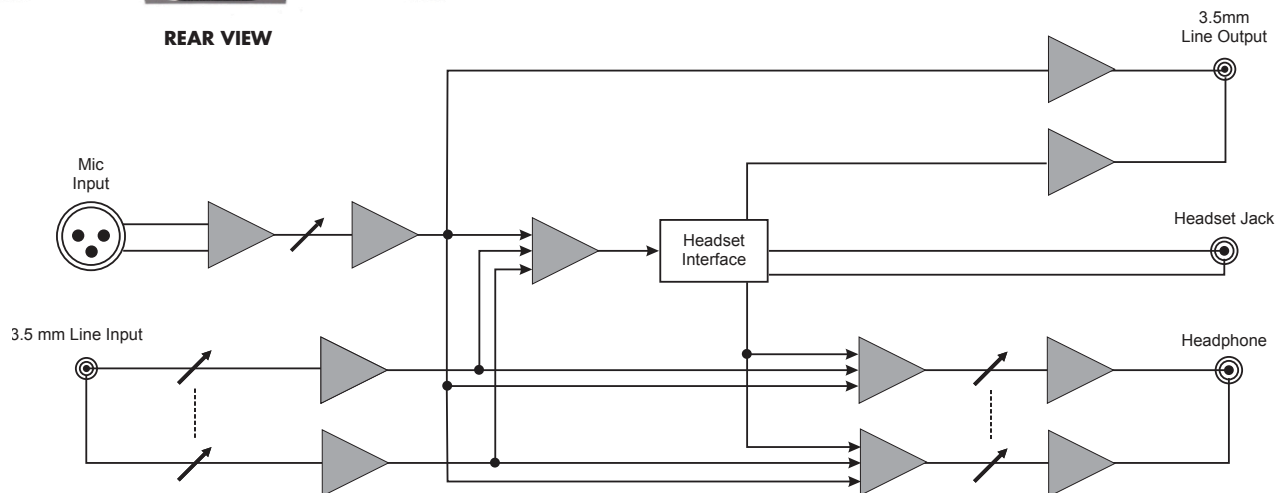 REAR VIEW
3.5mm
Line Output
Mic
Input
Headset Jack
Headset
Interface
3.5 mm Line Input
Headphone